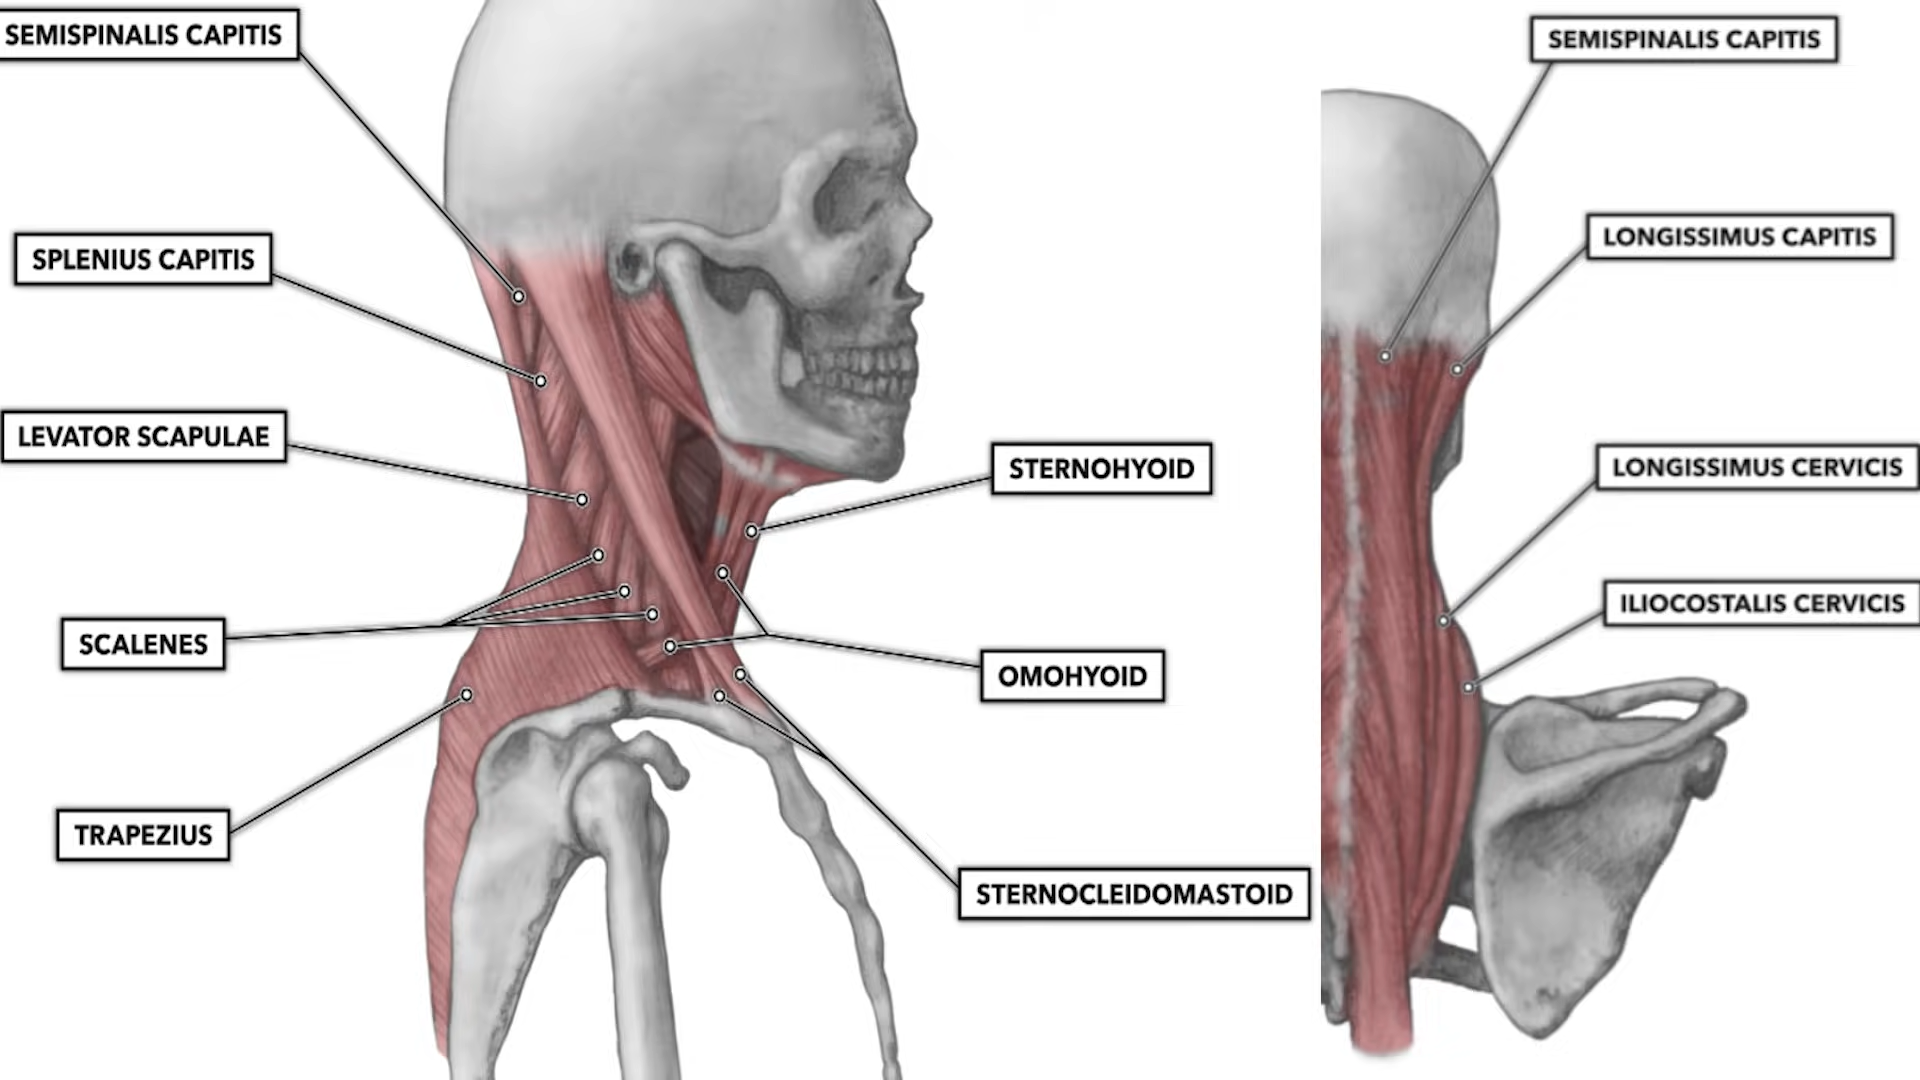 SEMISPINALIS CAPITIS
SPLENIUS CAPITIS
LEVATOR SCAPULAE
SCALENES
TRAPEZIUS
STERNOHYOID
OMOHYOID
STERNOCLEIDOMASTOID
SEMISPINALIS CAPITIS
LONGISSIMUS CAPITIS
LONGISSIMUS CERVICIS
ILIOCOSTALIS CERVICIS